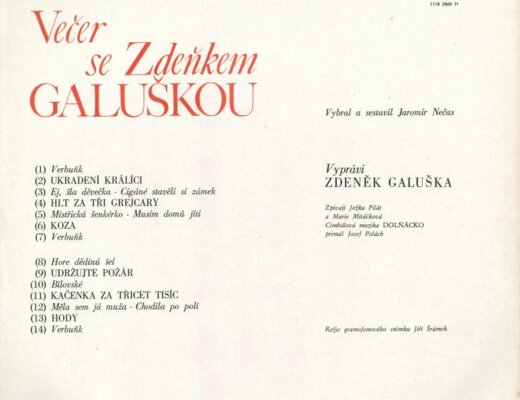 1118 2869 H
Večer
se Zdeňkem
GALUŠKOU
Vybral a sestavil Jaromír Nečas
Vypráví
ZDENĚK GALUŠKA
Zpívají Jožka Pilát
a Marie Mitáčková
Cimbálová muzika DOLŇÁCKO
primáš Josef Polách
(1) Verbuňk
(2) UKRADENÍ KRÁLÍCI
(3) Ej, šla děvečka - Cigáné stavěli si zámek
(4) HLT ZA TŘI GREJCARY
(5) Mistřická šenkérko - Musím domů jíti
(6) KOZA
(7) Verbuňk
(8) Hore dědinú šel
(9) UDRŽUJTE POŽÁR
(10) Bílovské
(11) KAČENKA ZA TŘICET TISÍC
(12) Měla sem já muža - Chodila po poli
(13) HODY
(14) Verbuňk
Režie gramofonového snímku Jiří Šrámek